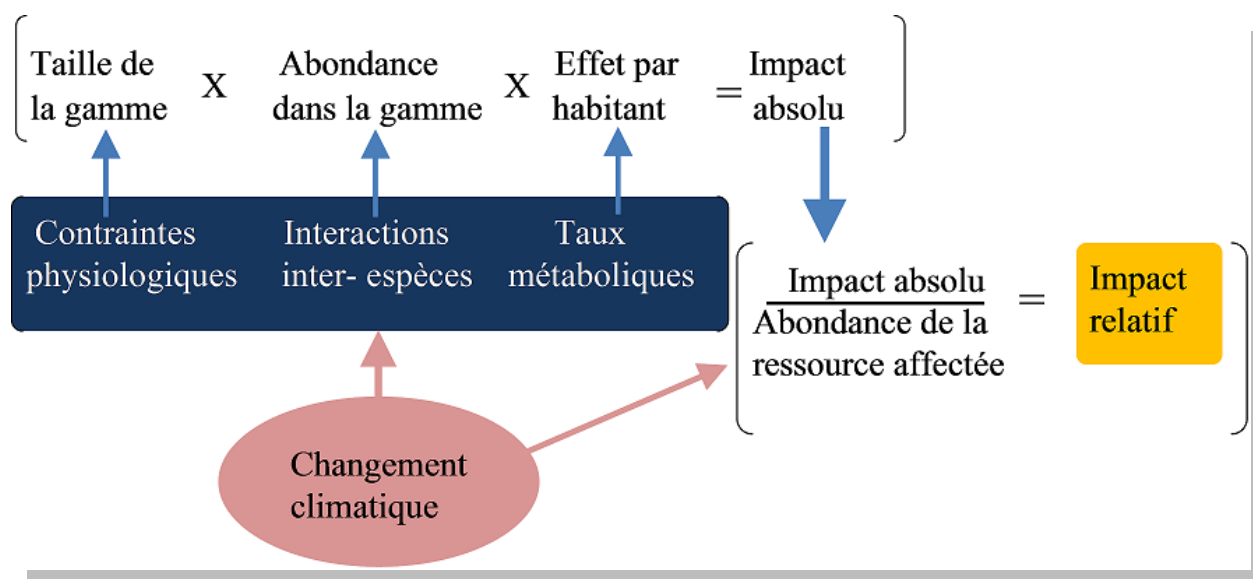 Taille de
la gamme
X
Abondance
dans la gamme
X
Effet par
habitant
=
Impact
absolu
Contraintes
physiologiques
Interactions
inter- espèces
Taux
métaboliques
Impact absolu
Abondance de la
ressource affectée
=
Impact
relatif
Changement
climatique